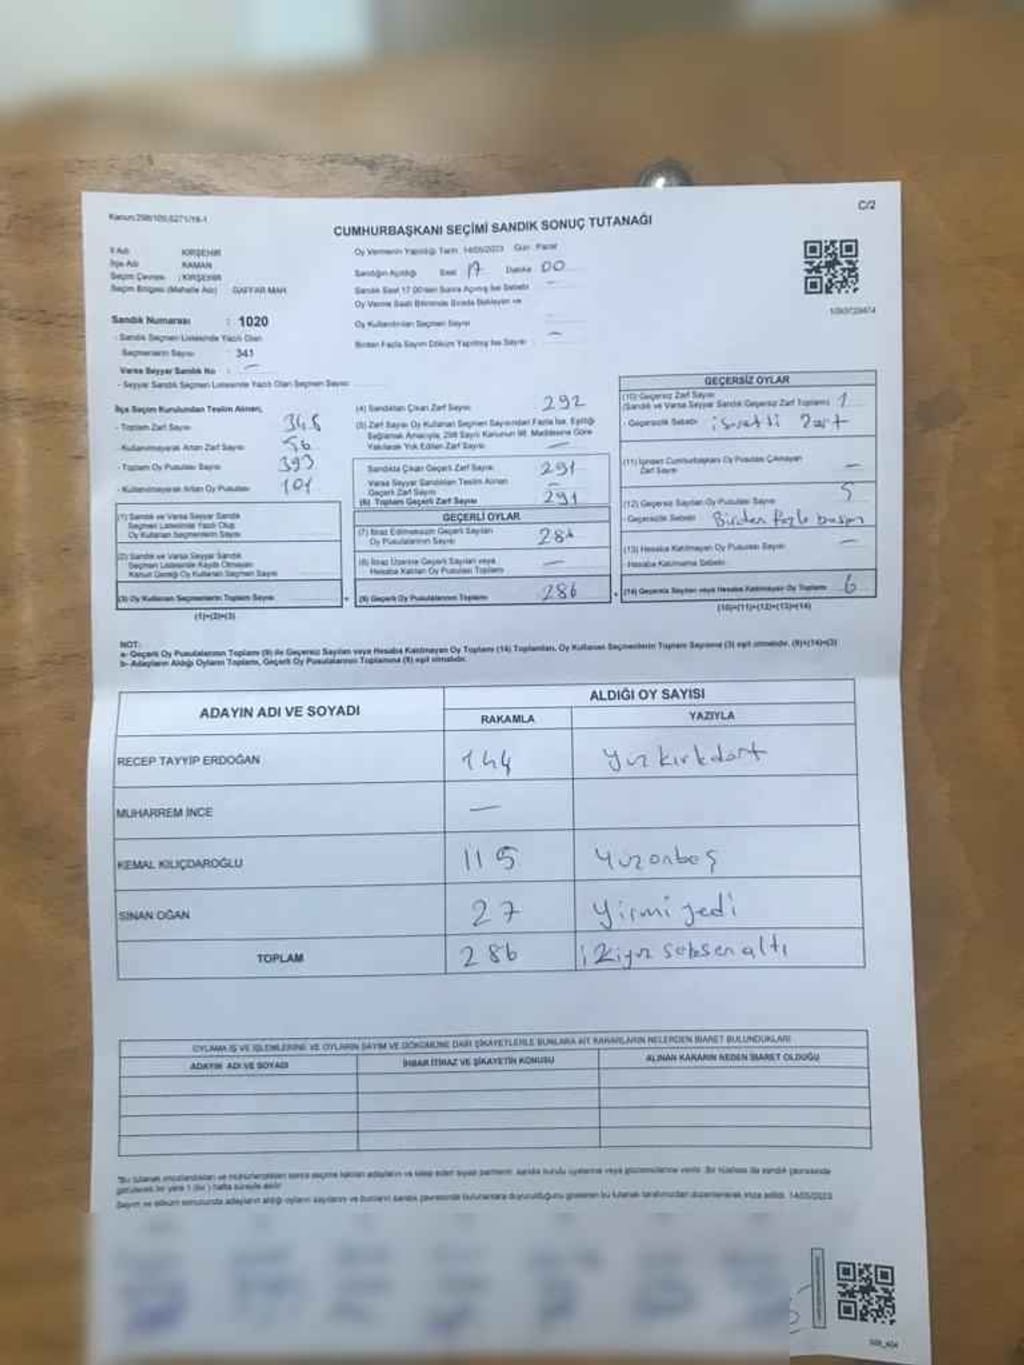 C/2
CUMHURBAŞKANI SEÇİMİ SANDIK SONUÇ TUTANAĞI
İl Adı : KIRŞEHİR
İlçe Adı : KAMAN
Seçim Çevresi : KIRŞEHİR
Seçim Bölgesi (Mahalle Adı) : GAFFAR MAH.
Sandık Numarası : 1020
- Sandık Seçmen Listesinde Yazılı Olan
Seçmenlerin Sayısı : 341
Varsa Seyyar Sandık No : —
- Seyyar Sandık Seçmen Listesinde Yazılı Olan Seçmen Sayısı
Oy Vermenin Yapıldığı Tarih : 14/05/2023 Gün : Pazar
Sandığın Açıldığı Saat 17 Dakika 00
Sandık Saat 17.00'den Sonra Açılmış İse Sebebi
Oy Verme Saati Bitiminde Sırada Bekleyen ve
Oy Kullandırılan Seçmen Sayısı
Birden Fazla Sayım Döküm Yapılmış İse Sayısı —
İlçe Seçim Kurulundan Teslim Alınan;
- Toplam Zarf Sayısı 348
- Kullanılmayarak Artan Zarf Sayısı 56
- Toplam Oy Pusulası Sayısı 393
- Kullanılmayarak Artan Oy Pusulası 101
(1) Sandık ve Varsa Seyyar Sandık
Seçmen Listesinde Yazılı Olup
Oy Kullanan Seçmenlerin Sayısı
(2) Sandık ve Varsa Seyyar Sandık
Seçmen Listesinde Kayıtlı Olmayan
Kanun Gereği Oy Kullanan Seçmen Sayısı
(3) Oy Kullanan Seçmenlerin Toplam Sayısı
(1)+(2)=(3)
(4) Sandıktan Çıkan Zarf Sayısı 292
(5) Zarf Sayısı Oy Kullanan Seçmen Sayısından Fazla İse, Eşitliği
Sağlamak Amacıyla, 298 Sayılı Kanunun 98. Maddesine Göre
Yakılarak Yok Edilen Zarf Sayısı —
Sandıkta Çıkan Geçerli Zarf Sayısı 291
Varsa Seyyar Sandıktan Teslim Alınan
Geçerli Zarf Sayısı —
(6) Toplam Geçerli Zarf Sayısı 291
GEÇERLİ OYLAR
(7) İtiraz Edilmeksizin Geçerli Sayılan
Oy Pusulalarının Sayısı 286
(8) İtiraz Üzerine Geçerli Sayılan veya
Hesaba Katılan Oy Pusulası Toplamı —
(9) Geçerli Oy Pusulalarının Toplamı 286
GEÇERSİZ OYLAR
(10) Geçersiz Zarf Sayısı
(Sandık ve Varsa Seyyar Sandık Geçersiz Zarf Toplamı) 1
- Geçersizlik Sebebi : işaretli Zarf
(11) İçinden Cumhurbaşkanı Oy Pusulası Çıkmayan
Zarf Sayısı —
(12) Geçersiz Sayılan Oy Pusulası Sayısı 5
- Geçersizlik Sebebi : Birden fazla basım
(13) Hesaba Katılmayan Oy Pusulası Sayısı —
- Hesaba Katılmama Sebebi :
(14) Geçersiz Sayılan veya Hesaba Katılmayan Oy Toplamı 6
(10)+(11)+(12)+(13)=(14)
NOT:
a- Geçerli Oy Pusulalarının Toplamı (9) ile Geçersiz Sayılan veya Hesaba Katılmayan Oy Toplamı (14) Toplamları, Oy Kullanan Seçmenlerin Toplam Sayısına (3) eşit olmalıdır. (9)+(14)=(3)
b- Adayların Aldığı Oyların Toplamı, Geçerli Oy Pusulalarının Toplamına (9) eşit olmalıdır.
ADAYIN ADI VE SOYADI
ALDIĞI OY SAYISI
RAKAMLA YAZIYLA
RECEP TAYYİP ERDOĞAN 144 yüzkırkdört
MUHARREM İNCE —
KEMAL KILIÇDAROĞLU 115 Yüzonbeş
SİNAN OĞAN 27 Yirmi yedi
TOPLAM 286 ikiyüz seksen altı
OYLAMA İŞ VE İŞLEMLERİNE VE OYLARIN SAYIM VE DÖKÜMÜNE DAİR ŞİKAYETLERLE BUNLARA AİT KARARLARIN NELERDEN İBARET BULUNDUKLARI
ADAYIN ADI VE SOYADI İHBAR İTİRAZ VE ŞİKAYETİN KONUSU ALINAN KARARIN NEDEN İBARET OLDUĞU